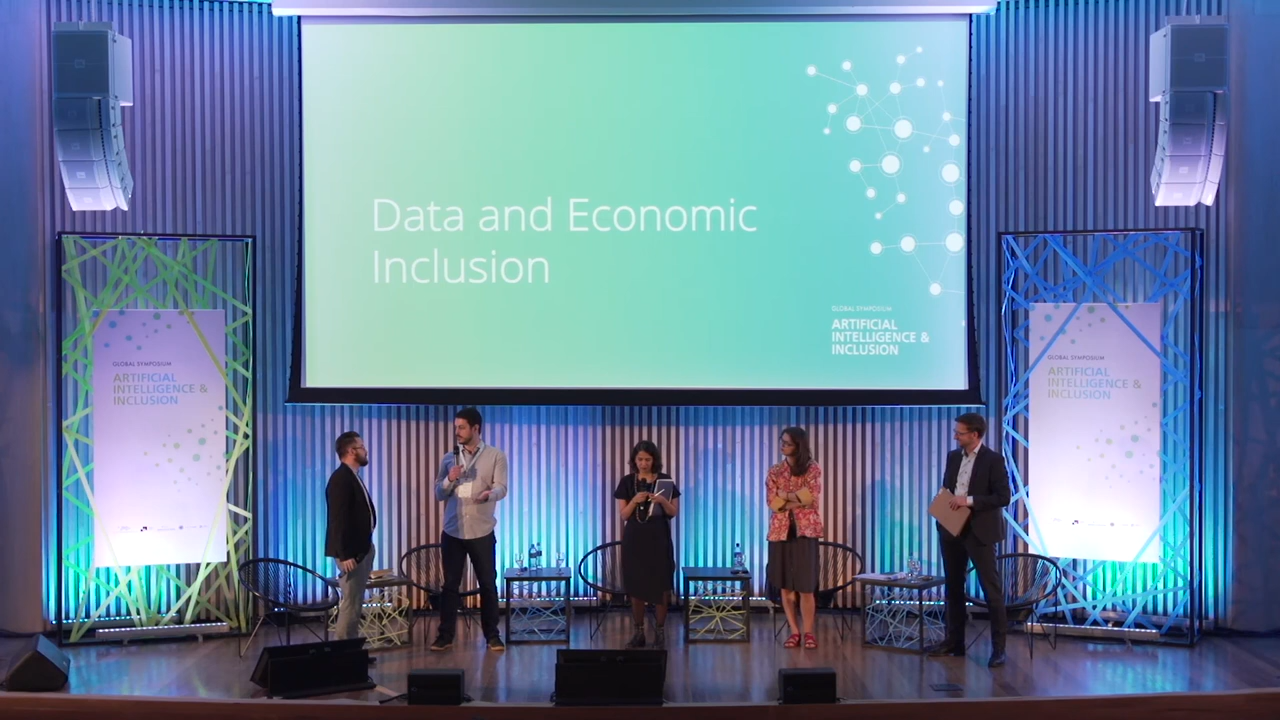 Data and Economic
Inclusion
GLOBAL SYMPOSIUM
ARTIFICIAL
INTELLIGENCE &
INCLUSION
GLOBAL SYMPOSIUM
ARTIFICIAL
INTELLIGENCE &
INCLUSION
GLOBAL SYMPOSIUM
ARTIFICIAL
INTELLIGENCE &
INCLUSION